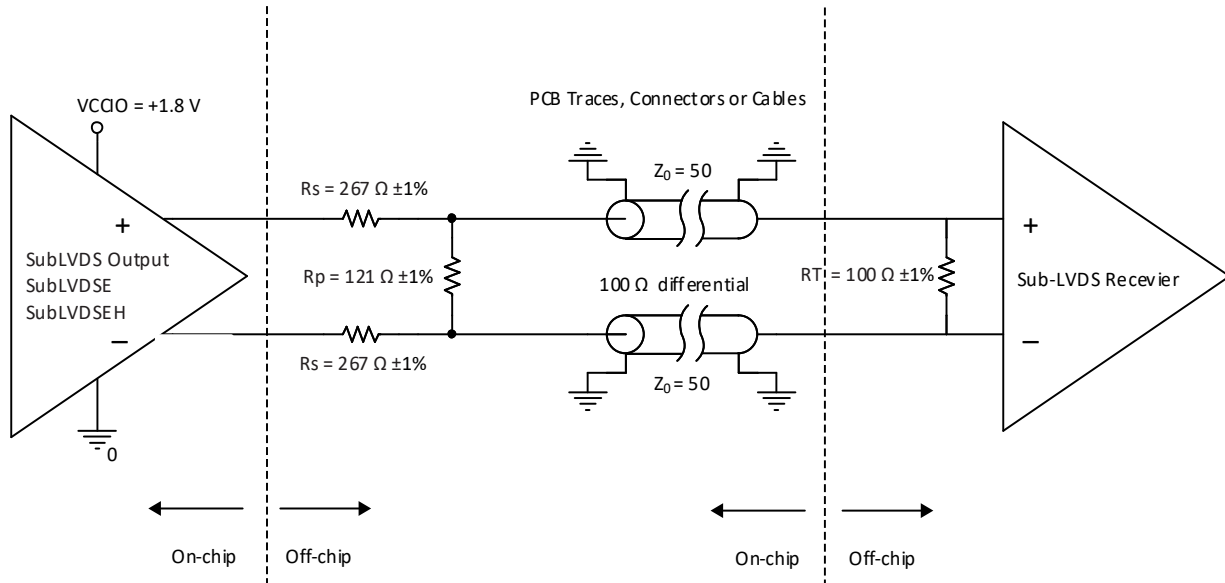 VCCIO = +1.8 V
PCB Traces, Connectors or Cables
Z0 = 50
Rs = 267 Ω ±1%
+
+
SubLVDS Output
SubLVDSE
SubLVDSEH
Rp = 121 Ω ±1%
100 Ω differential
RT = 100 Ω ±1%
Sub-LVDS Recevier
−
−
Rs = 267 Ω ±1%
Z0 = 50
0
On-chip
Off-chip
On-chip
Off-chip